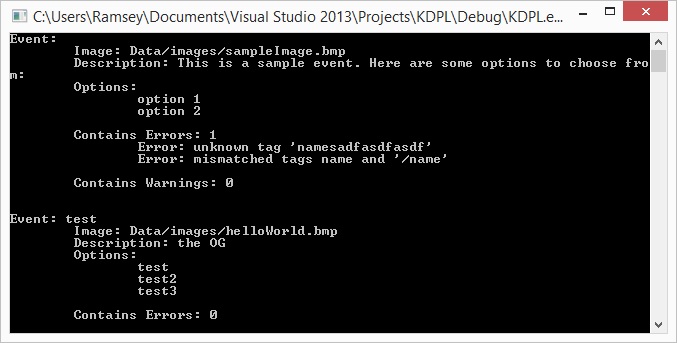 C:\Users\Ramsey\Documents\Visual Studio 2013\Projects\KDPL\Debug\KDPL.e...
Event:
Image: Data/images/sampleImage.bmp
Description: This is a sample event. Here are some options to choose fro
m:
Options:
option 1
option 2
Contains Errors: 1
Error: unknown tag 'namesadfasdfasdf'
Error: mismatched tags name and '/name'
Contains Warnings: 0
Event: test
Image: Data/images/helloWorld.bmp
Description: the OG
Options:
test
test2
test3
Contains Errors: 0